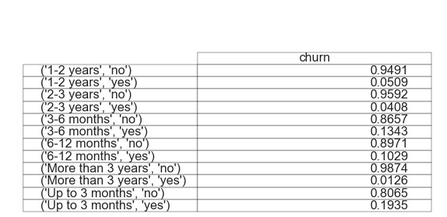 churn
('1-2 years', 'no') 0.9491
('1-2 years', 'yes') 0.0509
('2-3 years', 'no') 0.9592
('2-3 years', 'yes') 0.0408
('3-6 months', 'no') 0.8657
('3-6 months', 'yes') 0.1343
('6-12 months', 'no') 0.8971
('6-12 months', 'yes') 0.1029
('More than 3 years', 'no') 0.9874
('More than 3 years', 'yes') 0.0126
('Up to 3 months', 'no') 0.8065
('Up to 3 months', 'yes') 0.1935